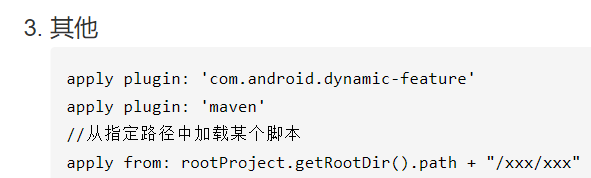 3. 其他
apply plugin: 'com.android.dynamic-feature'
apply plugin: 'maven'
//从指定路径中加载某个脚本
apply from: rootProject.getRootDir().path + "/xxx/xxx"